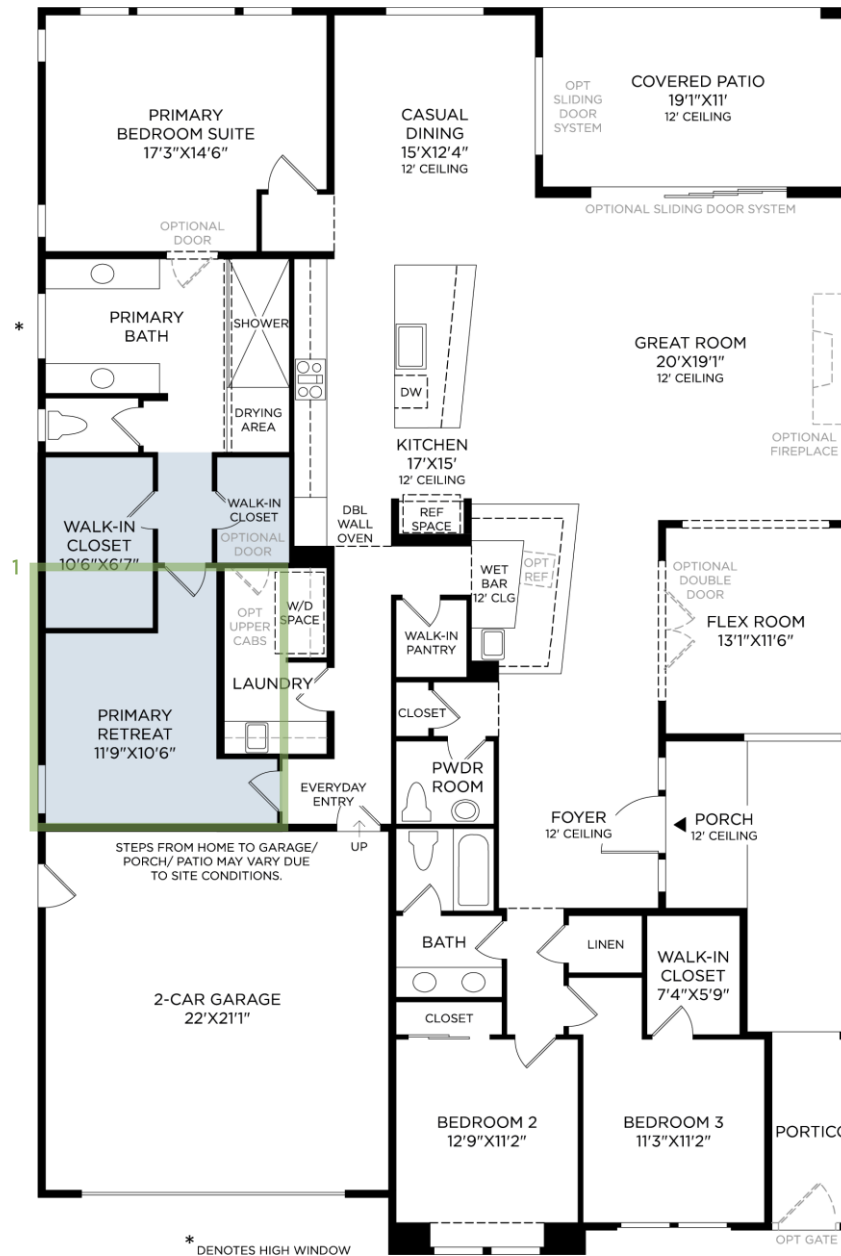 PRIMARY
BEDROOM SUITE
17'3"X14'6"
CASUAL
DINING
15'X12'4"
12' CEILING
OPT
SLIDING
DOOR
SYSTEM
COVERED PATIO
19'1"X11'
12' CEILING
OPTIONAL SLIDING DOOR SYSTEM
OPTIONAL
DOOR
*
PRIMARY
BATH
SHOWER
DRYING
AREA
DW
KITCHEN
17'X15'
12' CEILING
GREAT ROOM
20'X19'1"
12' CEILING
OPTIONAL
FIREPLACE
WALK-IN
CLOSET
10'6"X6'7"
WALK-IN
CLOSET
OPTIONAL
DOOR
DBL
WALL
OVEN
REF
SPACE
WET
BAR
12' CLG
OPT
REF
OPTIONAL
DOUBLE
DOOR
FLEX ROOM
13'1"X11'6"
1
OPT
UPPER
CABS
W/D
SPACE
WALK-IN
PANTRY
LAUNDRY
CLOSET
PRIMARY
RETREAT
11'9"X10'6"
PWDR
ROOM
EVERYDAY
ENTRY
UP
FOYER
12' CEILING
PORCH
12' CEILING
STEPS FROM HOME TO GARAGE/
PORCH/ PATIO MAY VARY DUE
TO SITE CONDITIONS.
BATH
LINEN
WALK-IN
CLOSET
7'4"X5'9"
2-CAR GARAGE
22'X21'1"
CLOSET
BEDROOM 2
12'9"X11'2"
BEDROOM 3
11'3"X11'2"
PORTICO
OPT GATE
* DENOTES HIGH WINDOW